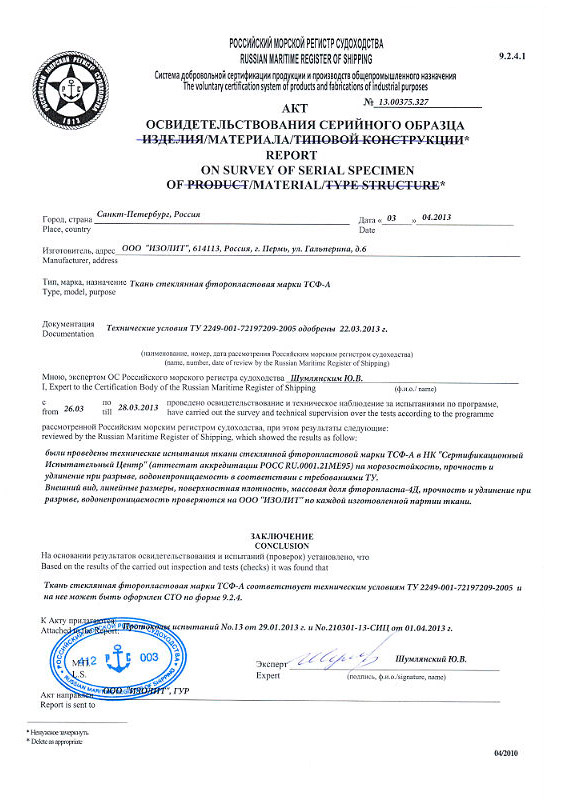 РОССИЙСКИЙ МОРСКОЙ РЕГИСТР СУДОХОДСТВА
RUSSIAN MARITIME REGISTER OF SHIPPING
9.2.4.1
Система добровольной сертификации продукции и производств общепромышленного назначения
The voluntary certification system of products and fabrications of industrial purposes
РОССИЙСКИЙ МОРСКОЙ РЕГИСТР СУДОХОДСТВА
Р С
1913
АКТ
№ 13.00375.327
ОСВИДЕТЕЛЬСТВОВАНИЯ СЕРИЙНОГО ОБРАЗЦА
ИЗДЕЛИЯ/МАТЕРИАЛА/ТИПОВОЙ КОНСТРУКЦИИ*
REPORT
ON SURVEY OF SERIAL SPECIMEN
OF PRODUCT/MATERIAL/TYPE STRUCTURE*
Город, страна Санкт-Петербург, Россия Дата « 03 » 04.2013
Place, country Date
Изготовитель, адрес ООО "ИЗОЛИТ", 614113, Россия, г. Пермь, ул. Гальперина, д.6
Manufacturer, address
Тип, марка, назначение Ткань стеклянная фторопластовая марки ТСФ-А
Type, model, purpose
Документация Технические условия ТУ 2249-001-72197209-2005 одобрены 22.03.2013 г.
Documentation
(наименование, номер, дата рассмотрения Российским морским регистром судоходства)
(name, number, date of review by the Russian Maritime Register of Shipping)
Мною, экспертом ОС Российского морского регистра судоходства Шумлянским Ю.В.
I, Expert to the Certification Body of the Russian Maritime Register of Shipping (ф.и.о./ name)
с 26.03 по 28.03.2013 проведено освидетельствование и техническое наблюдение за испытаниями по программе,
from till have carried out the survey and technical supervision over the tests according to the programme
рассмотренной Российским морским регистром судоходства, при этом результаты следующие:
reviewed by the Russian Maritime Register of Shipping, which showed the results as follow:
были проведены технические испытания ткани стеклянной фторопластовой марки ТСФ-А в НК "Сертификационный
Испытательный Центр" (аттестат аккредитации РОСС RU.0001.21МЕ95) на морозостойкость, прочность и
удлинение при разрыве, водонепроницаемость в соответствии с требованиями ТУ.
Внешний вид, линейные размеры, поверхностная плотность, массовая доля фторопласта-4Д, прочность и удлинение при
разрыве, водонепроницаемость проверяются на ООО "ИЗОЛИТ" по каждой изготовленной партии ткани.
ЗАКЛЮЧЕНИЕ
CONCLUSION
На основании результатов освидетельствования и испытаний (проверок) установлено, что
Based on the results of the carried out inspection and tests (checks) it was found that
Ткань стеклянная фторопластовая марки ТСФ-А соответствует техническим условиям ТУ 2249-001-72197209-2005 и
на нее может быть оформлен СТО по форме 9.2.4.
К Акту прилагаются: Протоколы испытаний No.13 от 29.01.2013 г. и No.210301-13-СИЦ от 01.04.2013 г.
Attached to the Report:
РОССИЙСКИЙ МОРСКОЙ РЕГИСТР СУДОХОДСТВА
112 Р С 003
RUSSIAN MARITIME REGISTER OF SHIPPING
М.П.
L.S.
Эксперт Шумлянский Ю.В.
Expert (подпись, ф.и.о./signature, name)
Акт направлен ООО "ИЗОЛИТ", ГУР
Report is sent to
* Ненужное зачеркнуть
* Delete as appropriate
04/2010